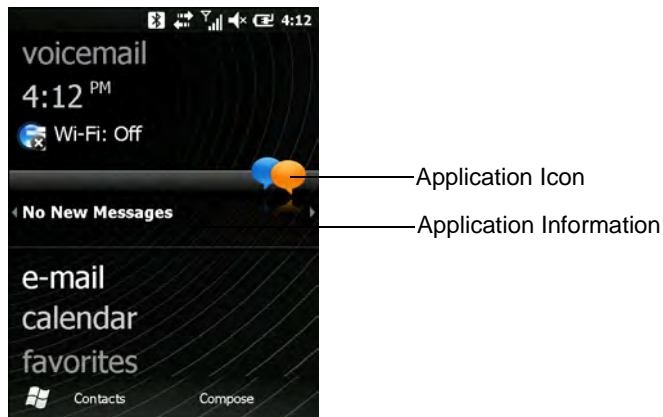 4:12
voicemail
4:12 PM
Wi-Fi: Off
Application Icon
No New Messages
Application Information
e-mail
calendar
favorites
Contacts Compose